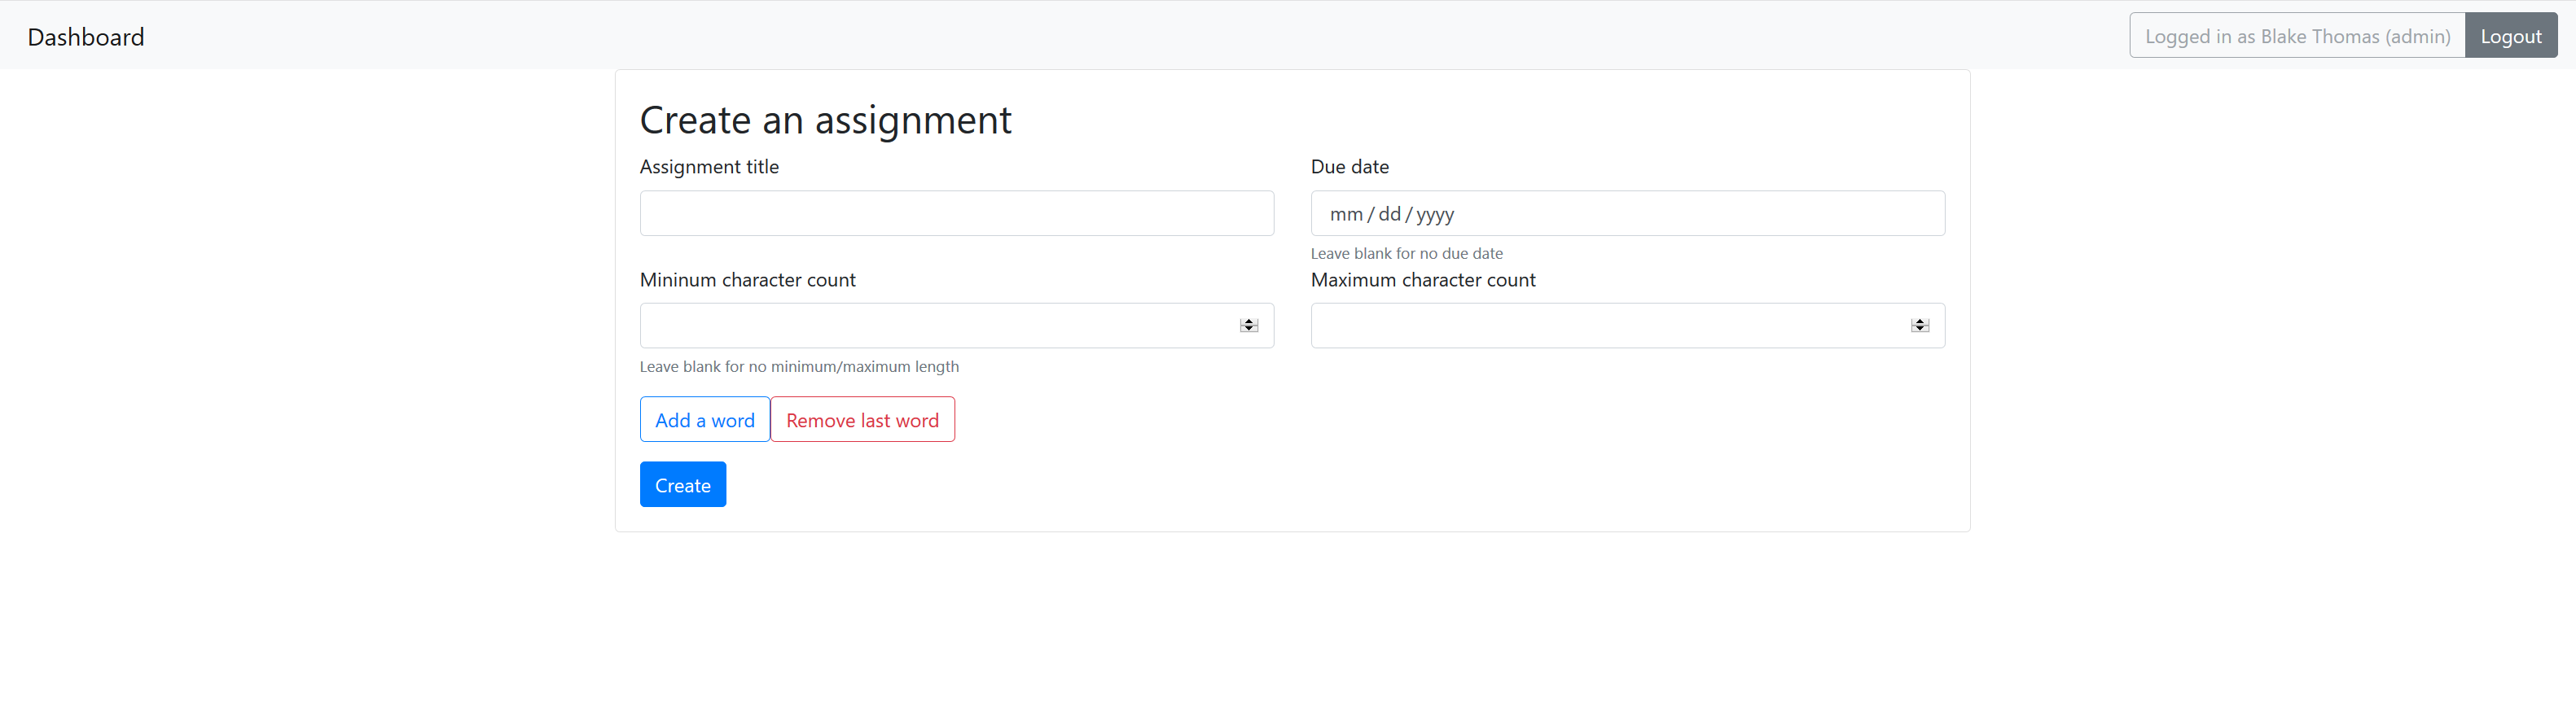 Dashboard
Logged in as Blake Thomas (admin) Logout
Create an assignment
Assignment title
Due date
mm/dd/yyyy
Leave blank for no due date
Mininum character count
Maximum character count
Leave blank for no minimum/maximum length
Add a word Remove last word
Create